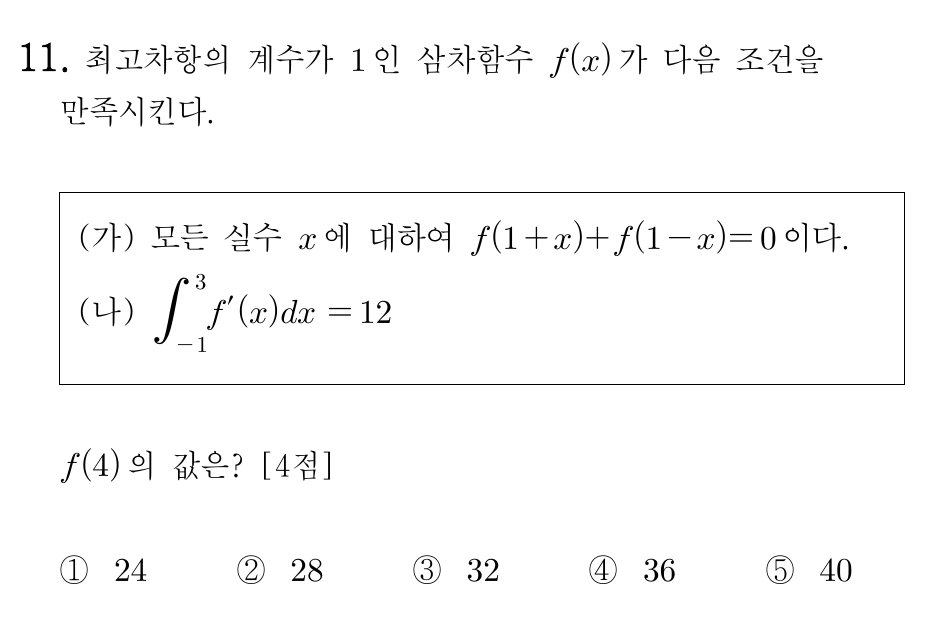 11. 최고차항의 계수가 1인 삼차함수 f(x)가 다음 조건을
만족시킨다.
(가) 모든 실수 x에 대하여 f(1+x)+f(1−x)=0이다.
(나) ∫₋₁³ f′(x)dx = 12
f(4)의 값은? [4점]
① 24 ② 28 ③ 32 ④ 36 ⑤ 40